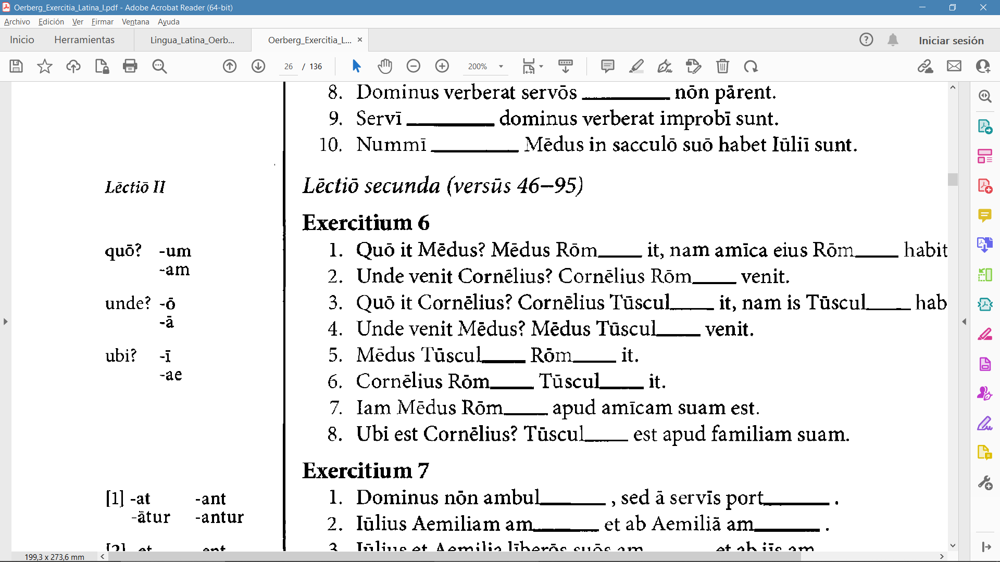 Oerberg_Exercitia_Latina_I.pdf - Adobe Acrobat Reader (64-bit)
Archivo Edición Ver Firmar Ventana Ayuda
Inicio Herramientas Lingua_Latina_Oerb... Oerberg_Exercitia_L... × Iniciar sesión
26 / 136 200%
8. Dominus verberat servōs ________ nōn pārent.
9. Servī ________ dominus verberat improbī sunt.
10. Nummī ________ Mēdus in sacculō suō habet Iūliī sunt.
Lēctiō II
Lēctiō secunda (versūs 46–95)
Exercitium 6
quō? -um
-am
unde? -ō
-ā
ubi? -ī
-ae
1. Quō it Mēdus? Mēdus Rōm____ it, nam amīca eius Rōm____ habit
2. Unde venit Cornēlius? Cornēlius Rōm____ venit.
3. Quō it Cornēlius? Cornēlius Tūscul____ it, nam is Tūscul____ hab
4. Unde venit Mēdus? Mēdus Tūscul____ venit.
5. Mēdus Tūscul____ Rōm____ it.
6. Cornēlius Rōm____ Tūscul____ it.
7. Iam Mēdus Rōm____ apud amīcam suam est.
8. Ubi est Cornēlius? Tūscul____ est apud familiam suam.
Exercitium 7
[1] -at -ant
-ātur -antur
[2] -et -ent
1. Dominus nōn ambul______ , sed ā servīs port______ .
2. Iūlius Aemiliam am______ et ab Aemiliā am______ .
3. Iūlius et Aemilia līberōs suōs am______ et ab iīs am
199,3 x 273,6 mm